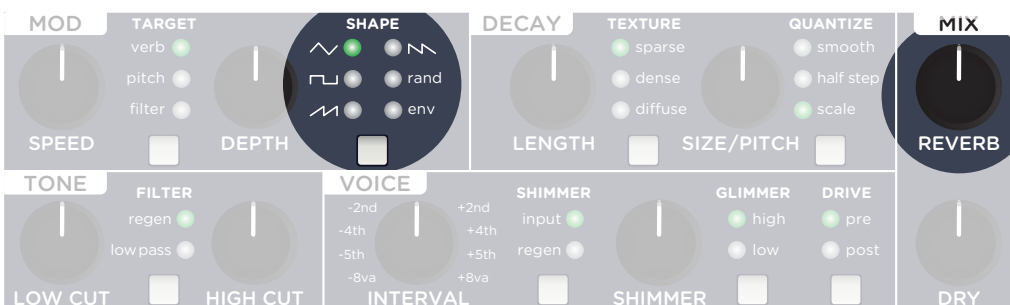 MOD TARGET SHAPE DECAY TEXTURE QUANTIZE MIX
verb sparse smooth
pitch rand dense half step
filter env diffuse scale
SPEED DEPTH LENGTH SIZE/PITCH REVERB
TONE FILTER VOICE SHIMMER GLIMMER DRIVE
-2nd +2nd
regen -4th +4th input high pre
low pass -5th +5th regen low post
-8va +8va
LOW CUT HIGH CUT INTERVAL SHIMMER DRY